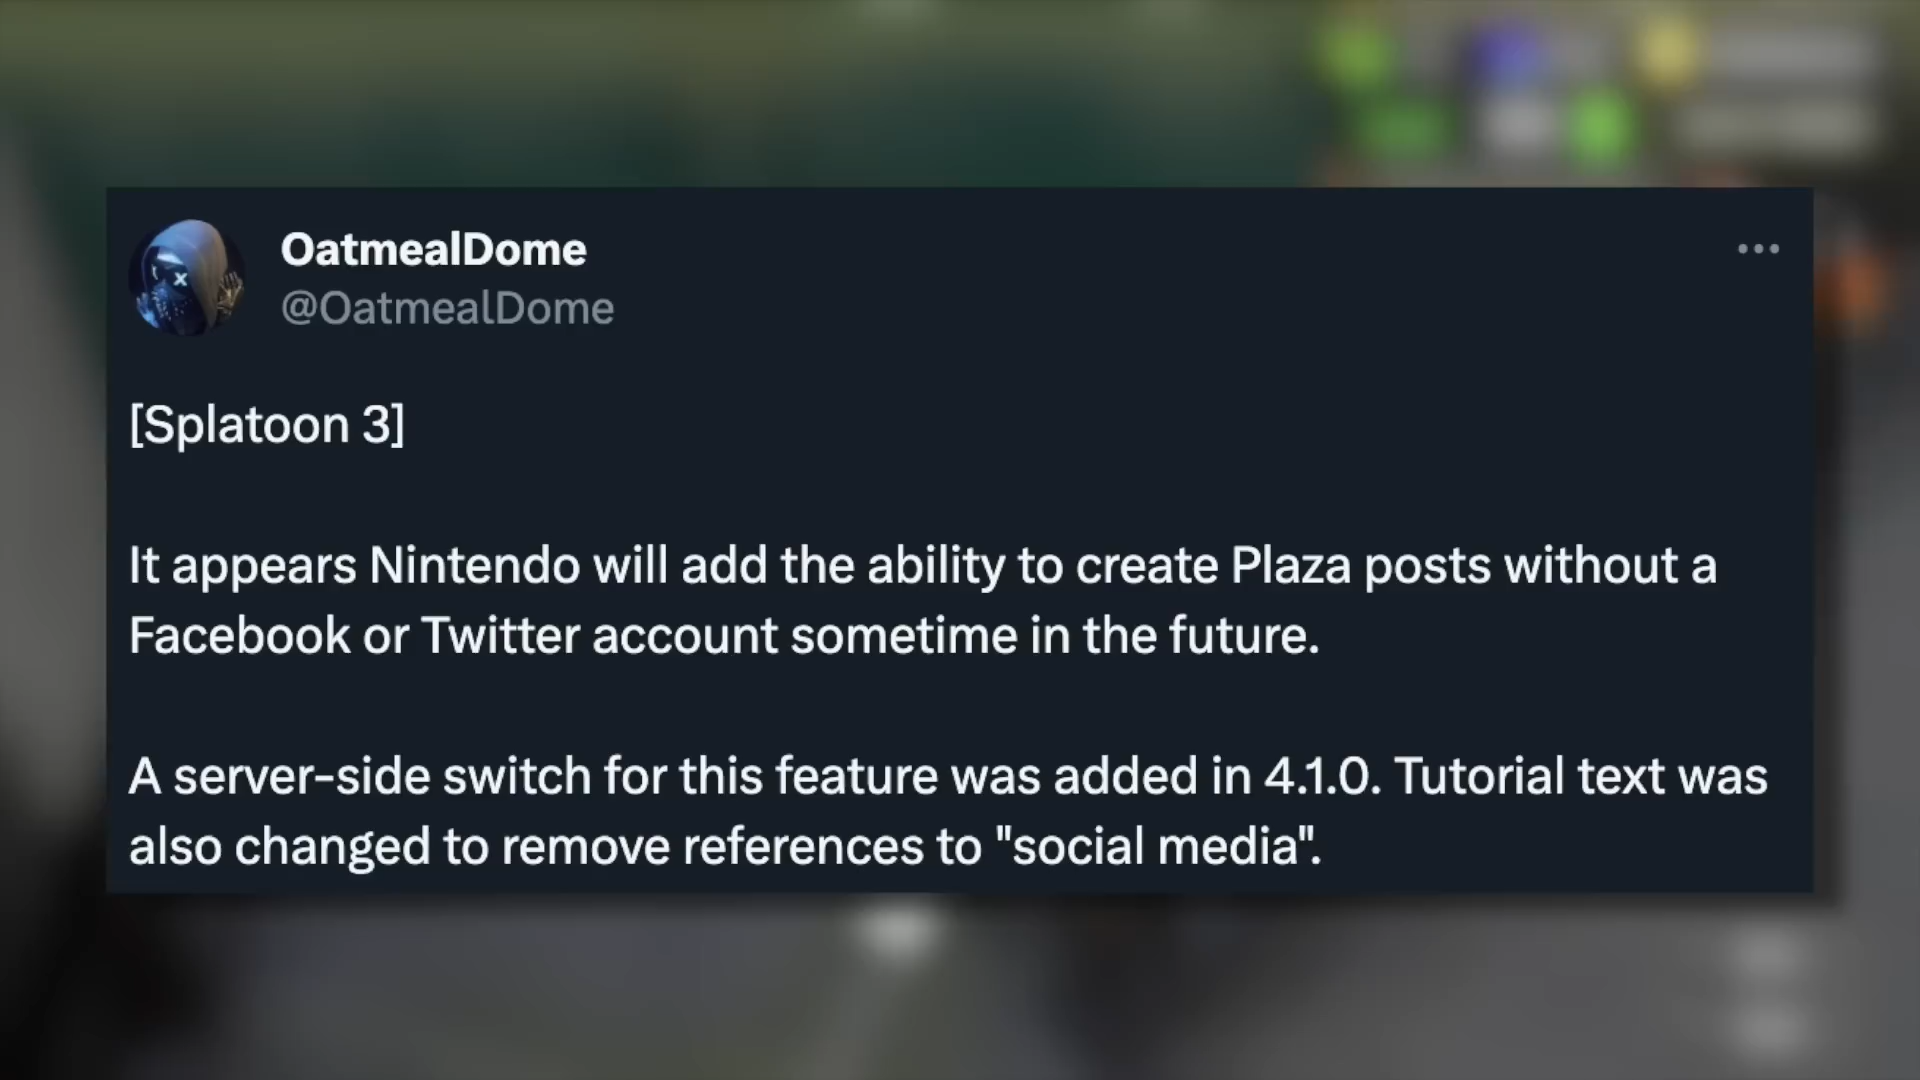 OatmealDome
@OatmealDome
[Splatoon 3]
It appears Nintendo will add the ability to create Plaza posts without a
Facebook or Twitter account sometime in the future.
A server-side switch for this feature was added in 4.1.0. Tutorial text was
also changed to remove references to "social media".